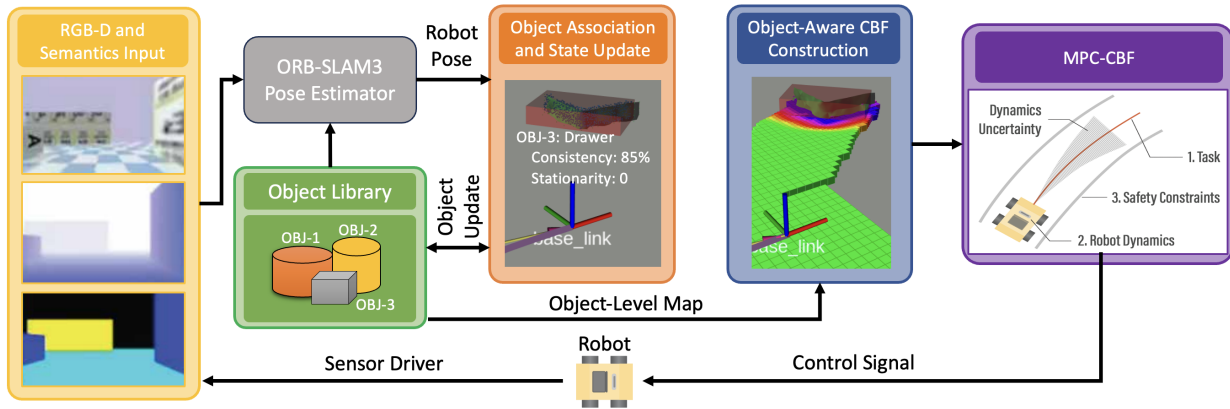 RGB-D and
Semantics Input
ORB-SLAM3
Pose Estimator
Robot
Pose
Object Association
and State Update
OBJ-3: Drawer
Consistency: 85%
Stationarity: 0
base_link
Object-Aware CBF
Construction
base_link
MPC-CBF
Dynamics
Uncertainty
1. Task
3. Safety Constraints
2. Robot Dynamics
Object Library
OBJ-1
OBJ-2
OBJ-3
Object
Update
Object-Level Map
Robot
Sensor Driver
Control Signal
A